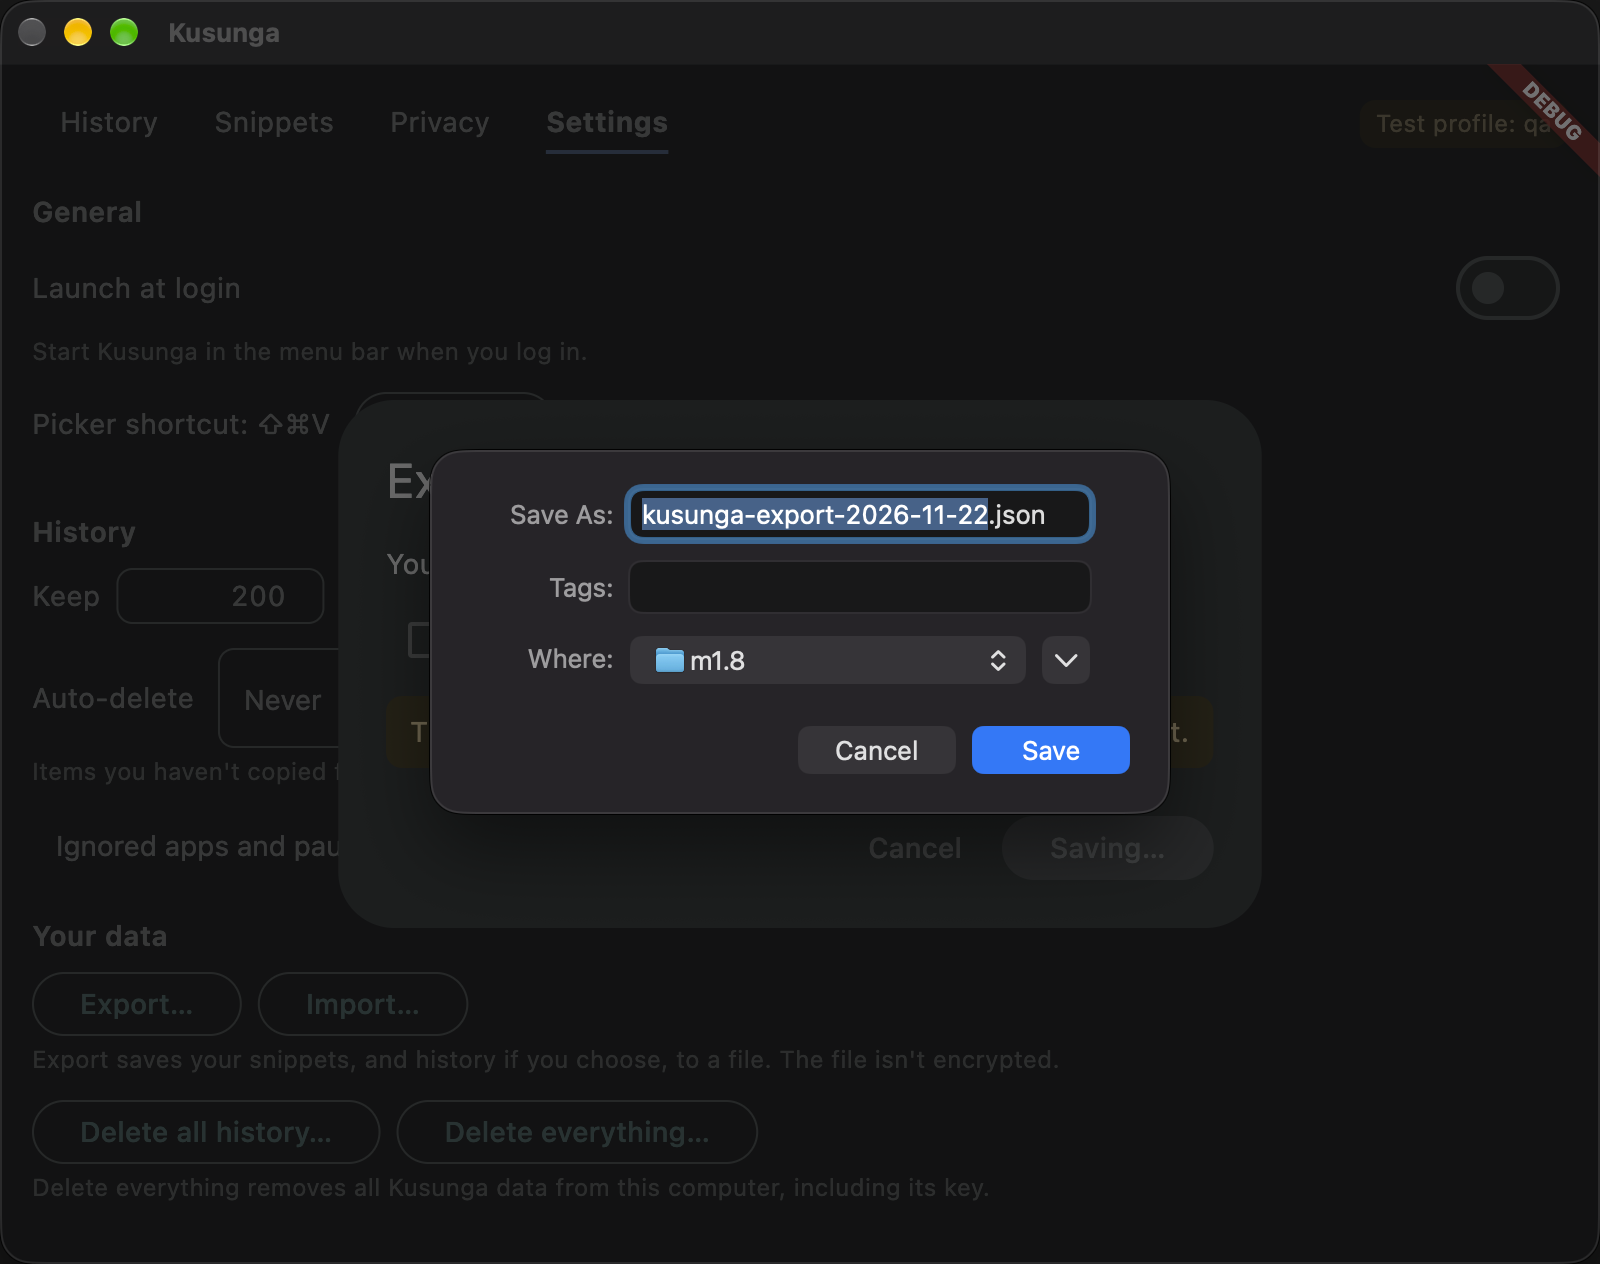 Kusunga
History Snippets Privacy Settings
Test profile: qa
DEBUG
General
Launch at login
Start Kusunga in the menu bar when you log in.
Picker shortcut: ⇧⌘V
Save As: kusunga-export-2026-11-22.json
Tags:
Where: m1.8
Cancel Save
History
Keep 200
Auto-delete Never
Items you haven't copied
Ignored apps and
Cancel Saving...
Your data
Export... Import...
Export saves your snippets, and history if you choose, to a file. The file isn't encrypted.
Delete all history... Delete everything...
Delete everything removes all Kusunga data from this computer, including its key.